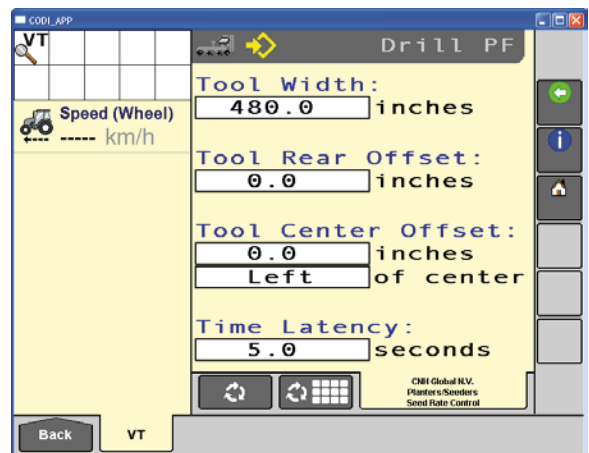 CODI_APP
VT
Speed (Wheel)
----- km/h
Drill PF
Tool Width:
480.0 inches
Tool Rear Offset:
0.0 inches
Tool Center Offset:
0.0 inches
Left of center
Time Latency:
5.0 seconds
CNH Global N.V.
Planters/Seeders
Seed Rate Control
Back
VT